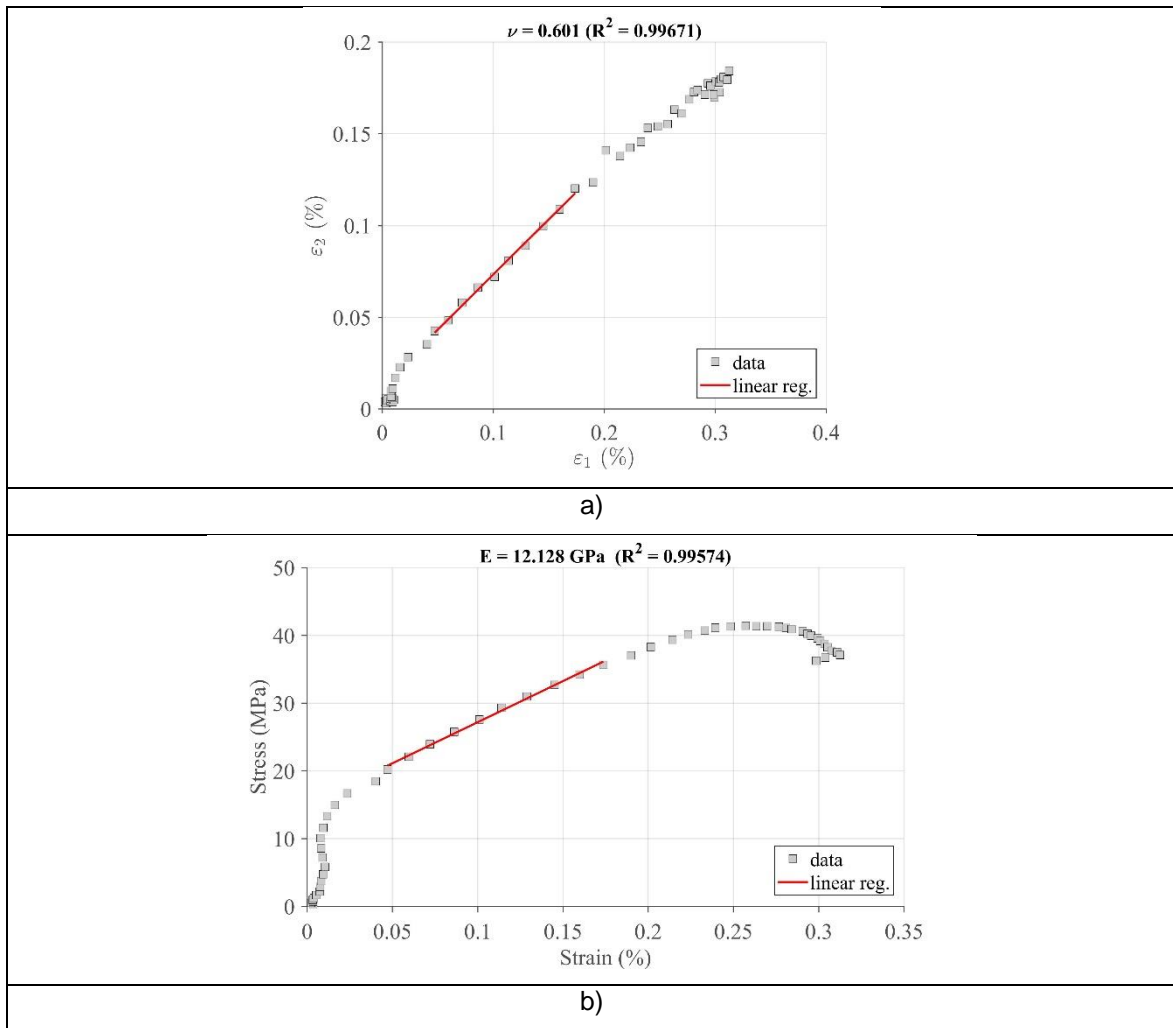 ν = 0.601 (R² = 0.99671)
0.2
0.15
ε₂ (%)
0.1
0.05
0
data
linear reg.
0 0.1 0.2 0.3 0.4
ε₁ (%)
a)
E = 12.128 GPa (R² = 0.99574)
50
40
30
Stress (MPa)
20
10
0
data
linear reg.
0 0.05 0.1 0.15 0.2 0.25 0.3 0.35
Strain (%)
b)